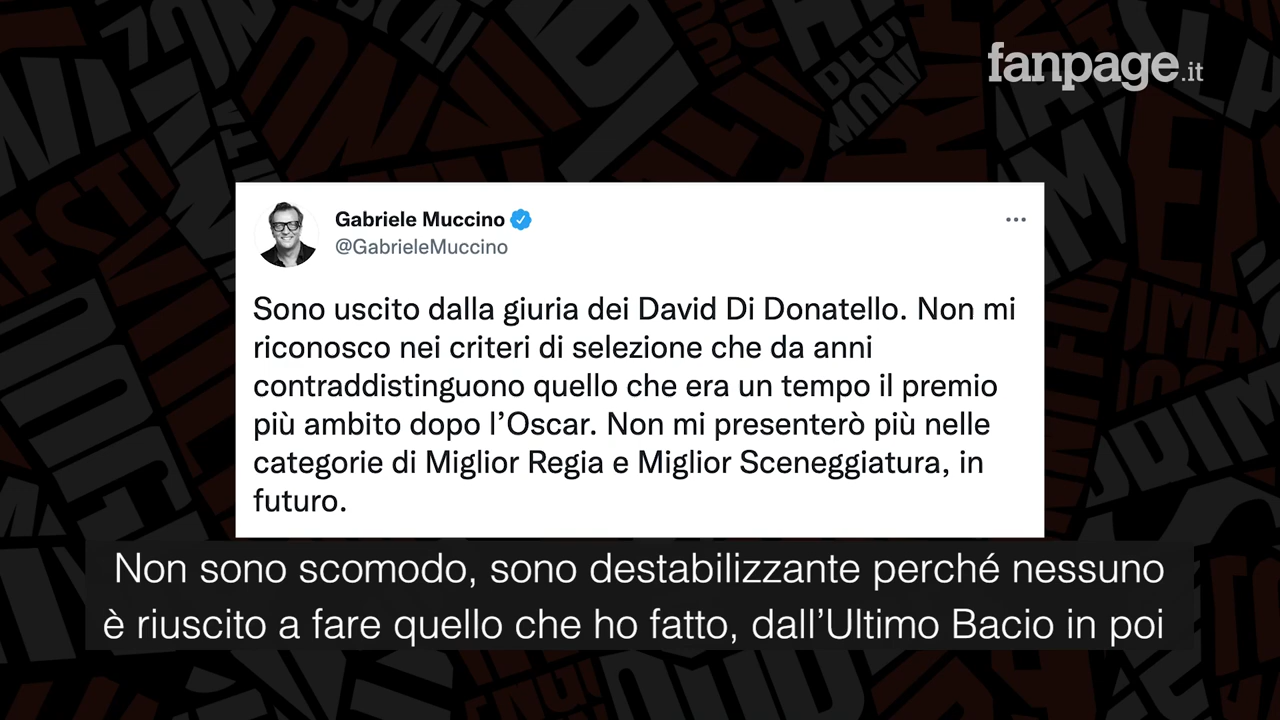 fanpage.it
Gabriele Muccino
@GabrieleMuccino
Sono uscito dalla giuria dei David Di Donatello. Non mi
riconosco nei criteri di selezione che da anni
contraddistinguono quello che era un tempo il premio
più ambito dopo l’Oscar. Non mi presenterò più nelle
categorie di Miglior Regia e Miglior Sceneggiatura, in
futuro.
Non sono scomodo, sono destabilizzante perché nessuno
è riuscito a fare quello che ho fatto, dall’Ultimo Bacio in poi